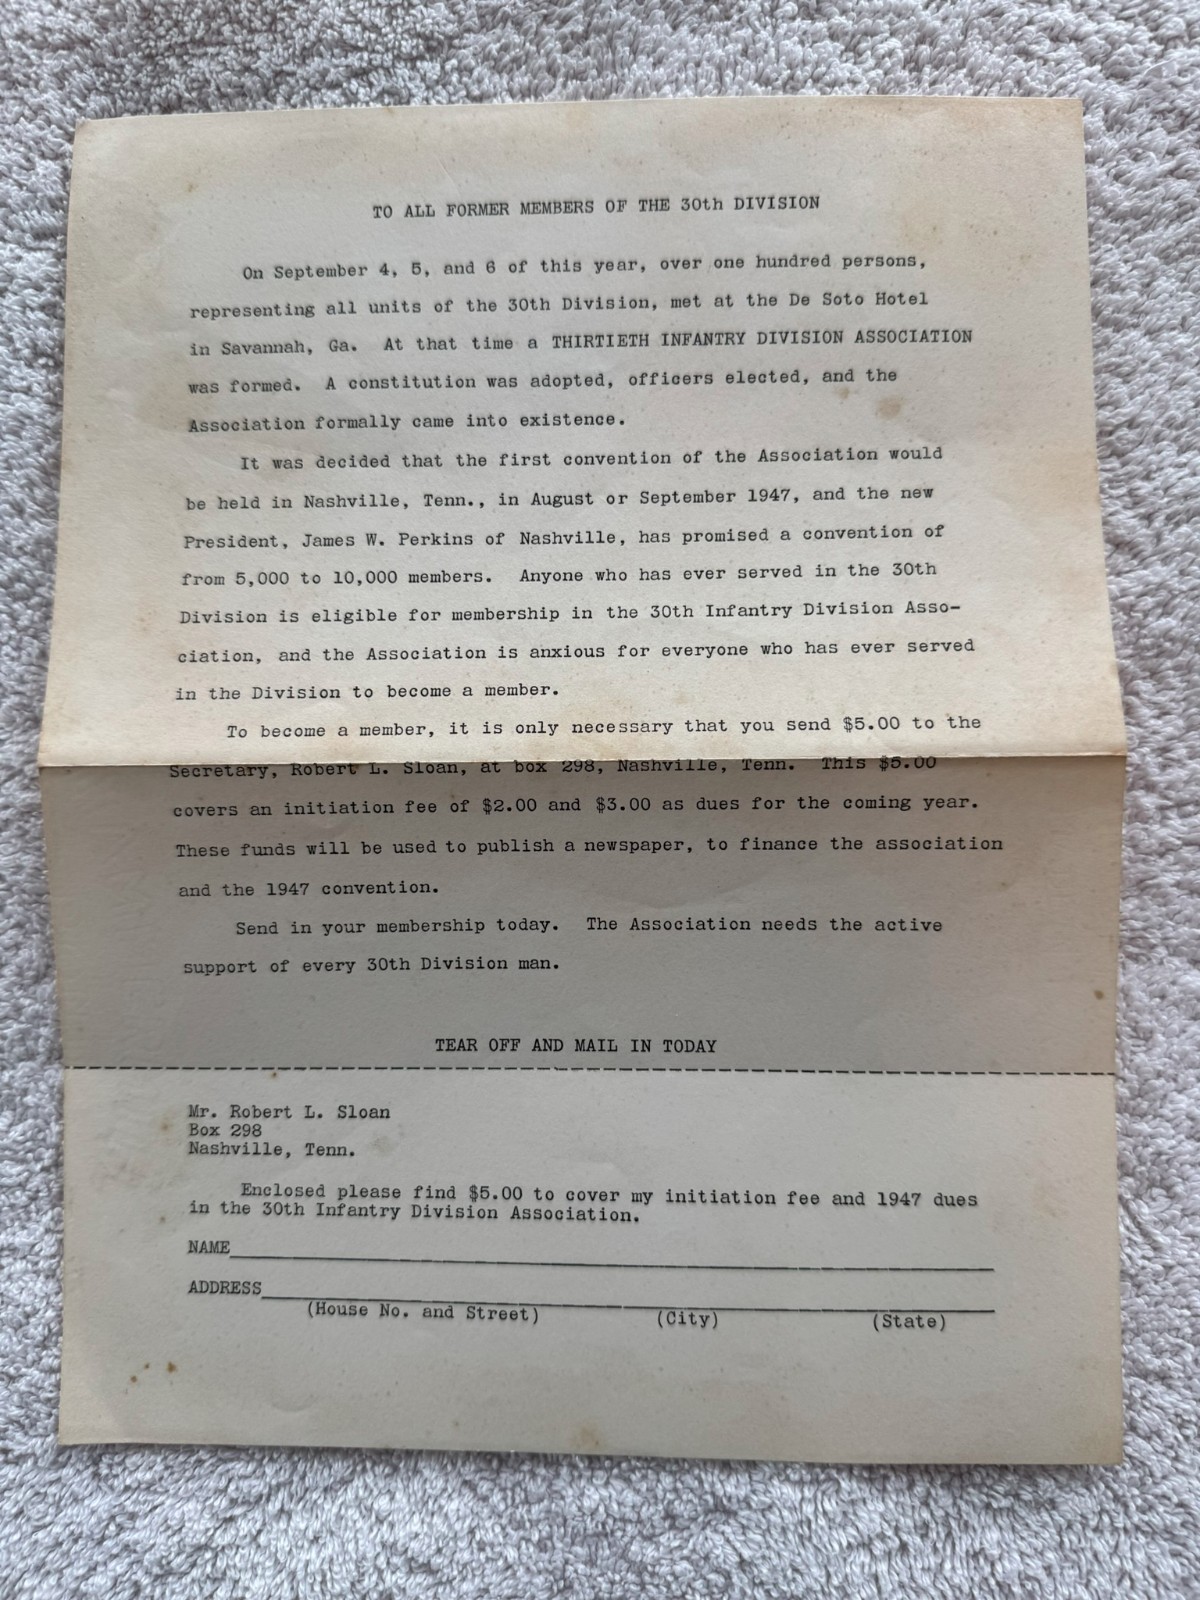 TO ALL FORMER MEMBERS OF THE 30th DIVISION
On September 4, 5, and 6 of this year, over one hundred persons,
representing all units of the 30th Division, met at the De Soto Hotel
in Savannah, Ga. At that time a THIRTIETH INFANTRY DIVISION ASSOCIATION
was formed. A constitution was adopted, officers elected, and the
Association formally came into existence.
It was decided that the first convention of the Association would
be held in Nashville, Tenn., in August or September 1947, and the new
President, James W. Perkins of Nashville, has promised a convention of
from 5,000 to 10,000 members. Anyone who has ever served in the 30th
Division is eligible for membership in the 30th Infantry Division Asso-
ciation, and the Association is anxious for everyone who has ever served
in the Division to become a member.
To become a member, it is only necessary that you send $5.00 to the
Secretary, Robert L. Sloan, at box 298, Nashville, Tenn. This $5.00
covers an initiation fee of $2.00 and $3.00 as dues for the coming year.
These funds will be used to publish a newspaper, to finance the association
and the 1947 convention.
Send in your membership today. The Association needs the active
support of every 30th Division man.
TEAR OFF AND MAIL IN TODAY
Mr. Robert L. Sloan
Box 298
Nashville, Tenn.
Enclosed please find $5.00 to cover my initiation fee and 1947 dues
in the 30th Infantry Division Association.
NAME
ADDRESS
(House No. and Street) (City) (State)